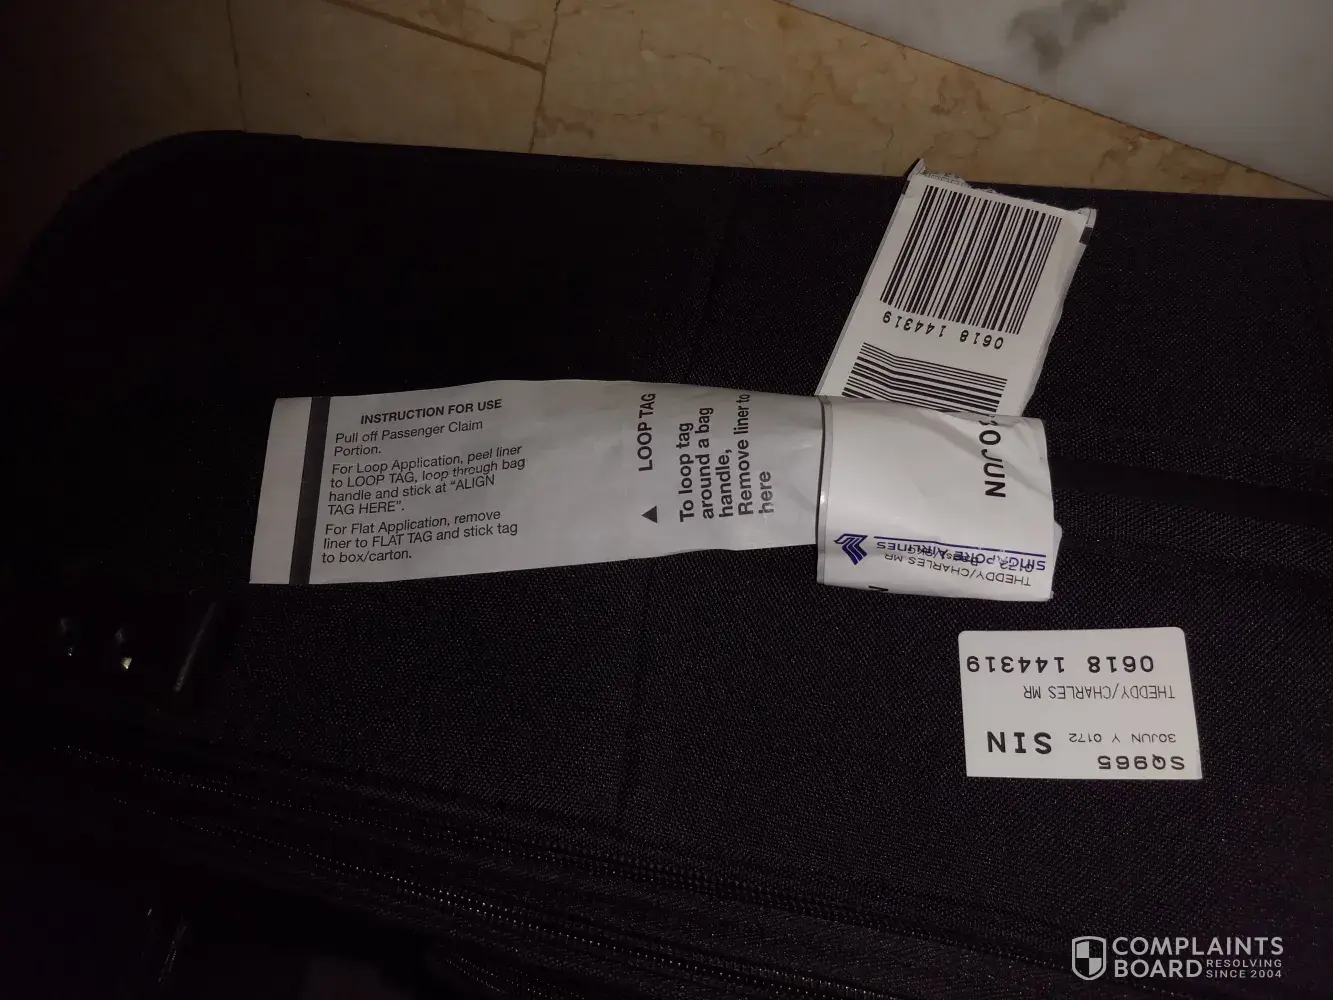 0618 144319
INSTRUCTION FOR USE
Pull off Passenger Claim
Portion.
For Loop Application, peel liner
to LOOP TAG, loop through bag
handle and stick at "ALIGN
TAG HERE".
For Flat Application, remove
liner to FLAT TAG and stick tag
to box/carton.
LOOP TAG
To loop tag
around a bag
handle,
Remove liner to
here
30JUN
SINGAPORE AIRLINES
THEDDY/CHARLES MR
0172
SQ965
30JUN Y 0172 SIN
THEDDY/CHARLES MR
0618 144319
COMPLAINTS
BOARD RESOLVING
SINCE 2004